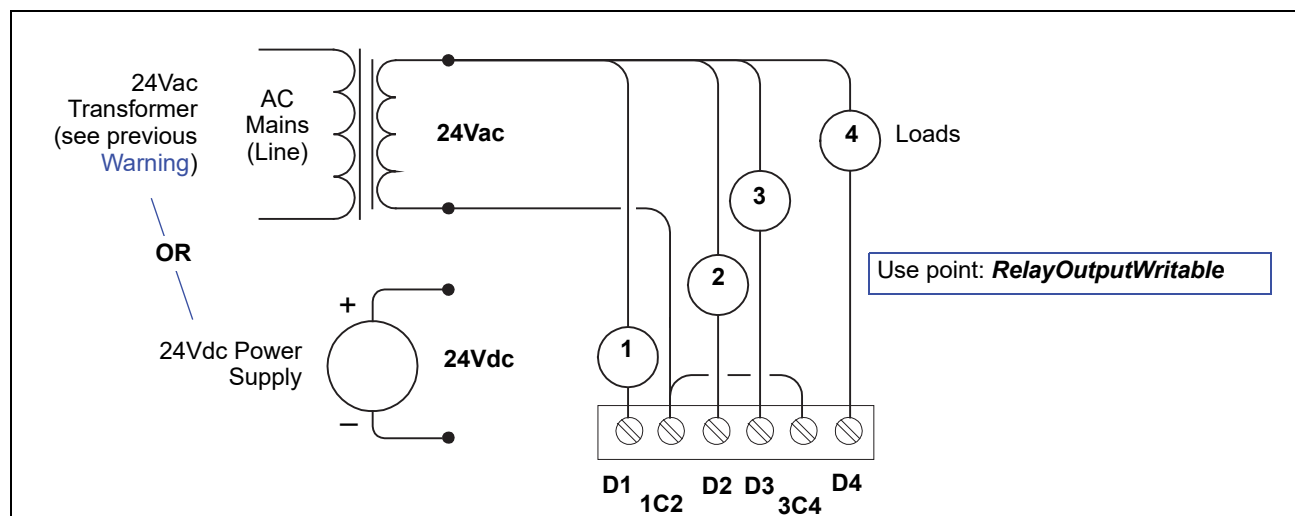 24Vac
Transformer
(see previous
Warning)
AC
Mains
(Line)
24Vac
OR
+
24Vdc Power
Supply
24Vdc
–
1
2
3
4
Loads
Use point: RelayOutputWritable
D1
1C2
D2
D3
3C4
D4